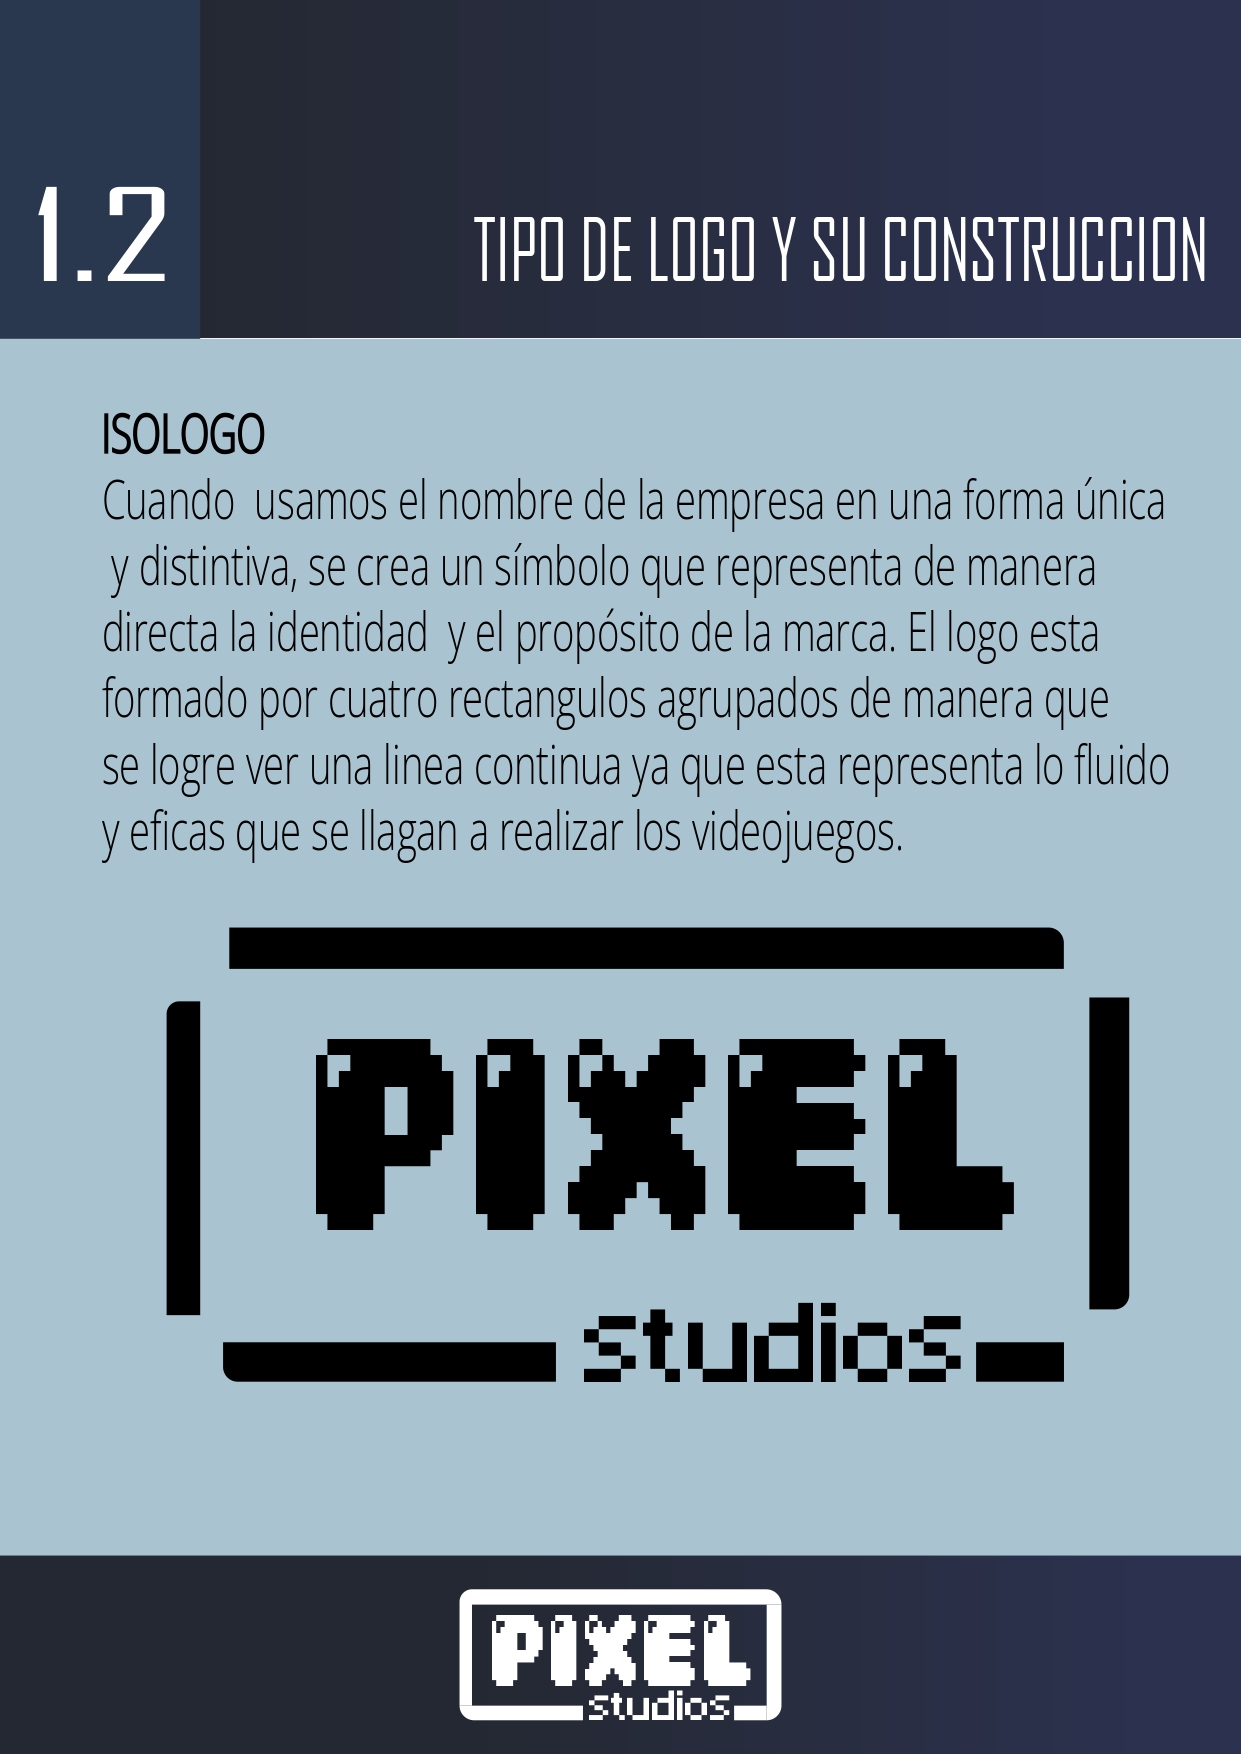 1.2
TIPO DE LOGO Y SU CONSTRUCCION
ISOLOGO
Cuando  usamos el nombre de la empresa en una forma única
y distintiva, se crea un símbolo que representa de manera
directa la identidad  y el propósito de la marca. El logo esta
formado por cuatro rectangulos agrupados de manera que
se logre ver una linea continua ya que esta representa lo fluido
y eficas que se llagan a realizar los videojuegos.
PIXEL
studios
PIXEL
studios